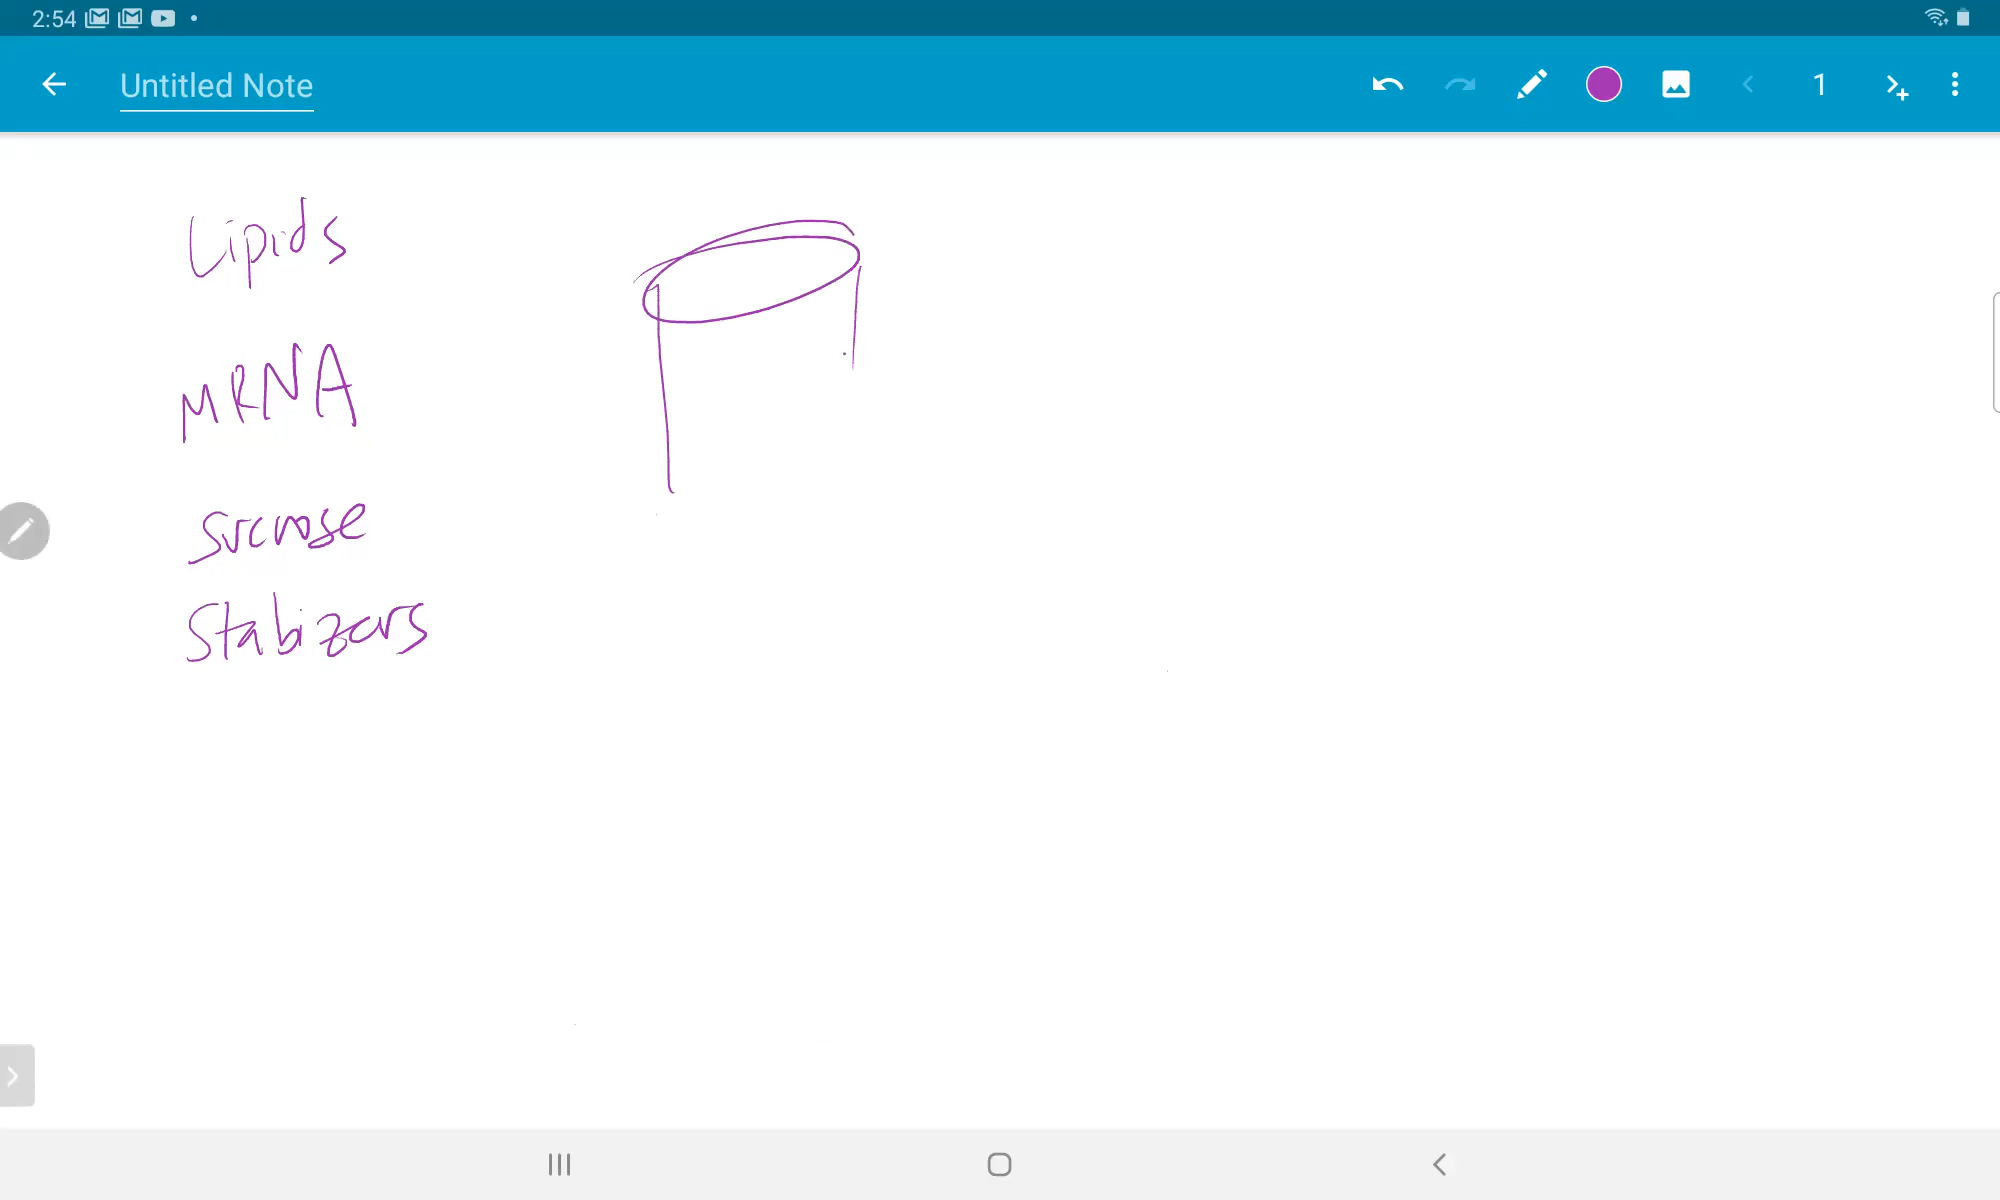 2:54
Untitled Note
1
Lipids
MRNA
Sucrose
Stabizers